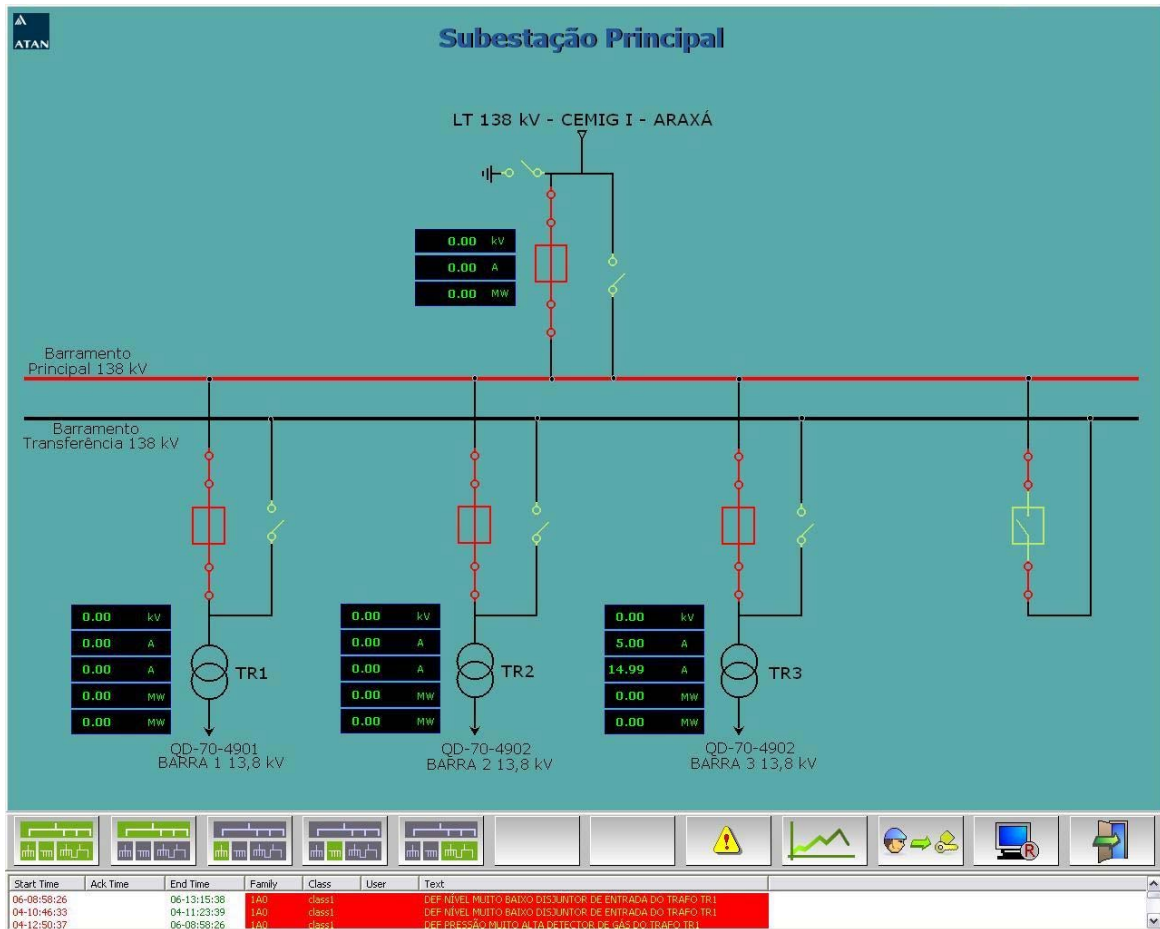 ATAN
Subestação Principal
LT 138 kV - CEMIG I - ARAXÁ
0.00 kV
0.00 A
0.00 MW
Barramento
Principal 138 kV
Barramento
Transferência 138 kV
0.00 kV
0.00 A
0.00 A
0.00 MW
0.00 MW
TR1
QD-70-4901
BARRA 1 13,8 kV
0.00 kV
0.00 A
0.00 A
0.00 MW
0.00 MW
TR2
QD-70-4902
BARRA 2 13,8 kV
0.00 kV
5.00 A
14.99 A
0.00 MW
0.00 MW
TR3
QD-70-4902
BARRA 3 13,8 kV
R
Start Time Ack Time End Time Family Class User Text
06-08:58:26 06-13:15:38 1A0 class1 DEF NÍVEL MUITO BAIXO DISJUNTOR DE ENTRADA DO TRAFO TR1
04-10:46:33 04-11:23:39 1A0 class1 DEF NÍVEL MUITO BAIXO DISJUNTOR DE ENTRADA DO TRAFO TR1
04-12:50:37 06-08:58:26 1A0 class1 DEF PRESSÃO MUITO ALTA DETECTOR DE GÁS DO TRAFO TR1